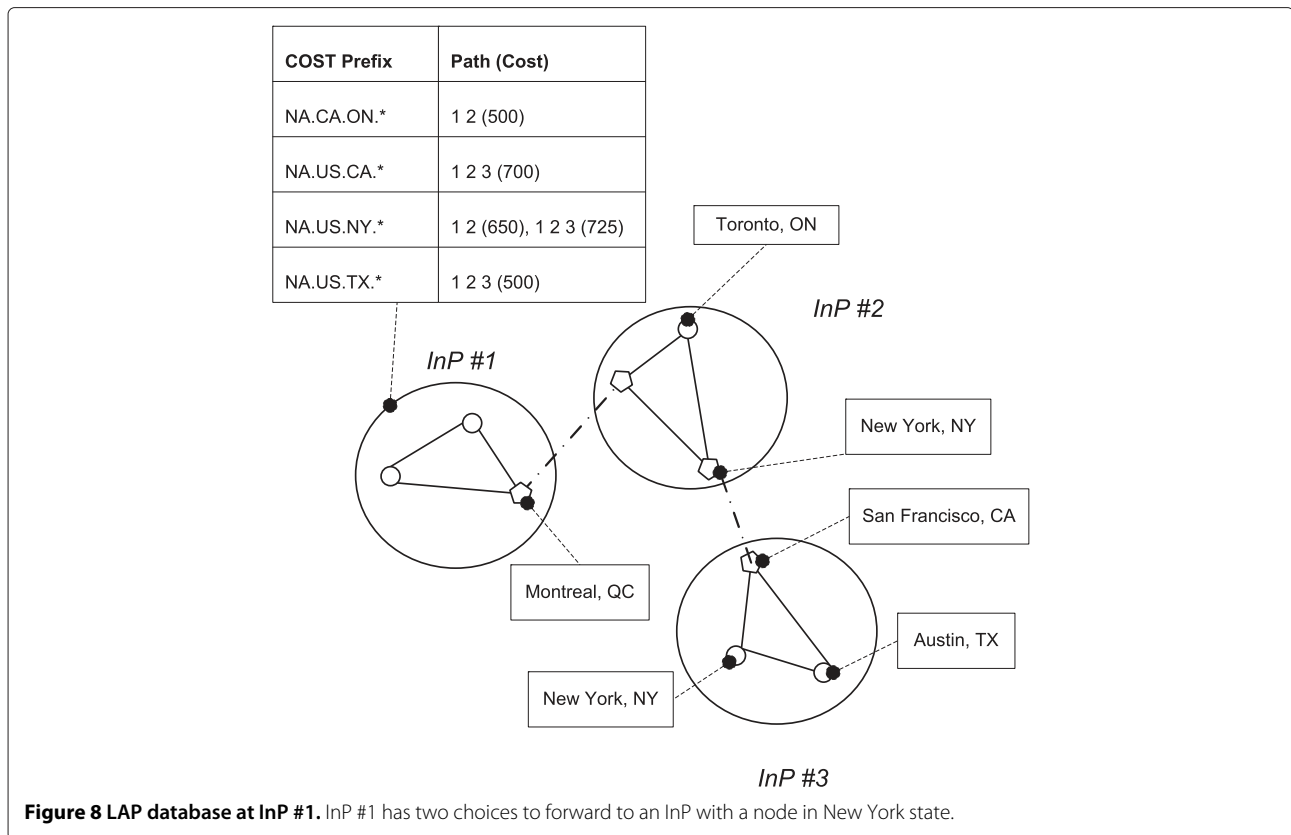 COST Prefix Path (Cost)
NA.CA.ON.* 1 2 (500)
NA.US.CA.* 1 2 3 (700)
NA.US.NY.* 1 2 (650), 1 2 3 (725)
NA.US.TX.* 1 2 3 (500)
Toronto, ON
InP #2
InP #1
New York, NY
San Francisco, CA
Montreal, QC
Austin, TX
New York, NY
InP #3
Figure 8 LAP database at InP #1. InP #1 has two choices to forward to an InP with a node in New York state.